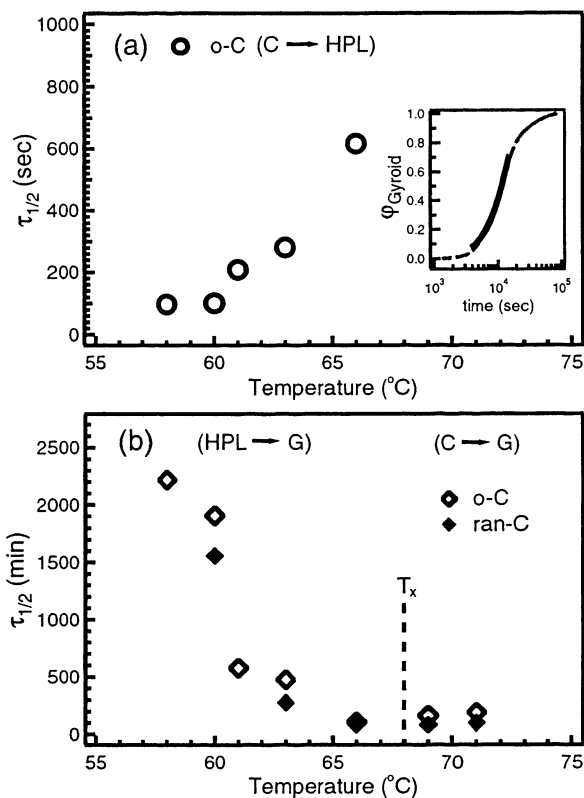 (a) o-C (C → HPL)
1000
800
600
400
200
0
τ1/2 (sec)
55 60 65 70 75
Temperature (°C)
1.0
0.8
0.6
0.4
0.2
0.0
φGyroid
10³ 10⁴ 10⁵
time (sec)
(b) (HPL → G) (C → G)
o-C
ran-C
Tx
2500
2000
1500
1000
500
0
τ1/2 (min)
55 60 65 70 75
Temperature (°C)